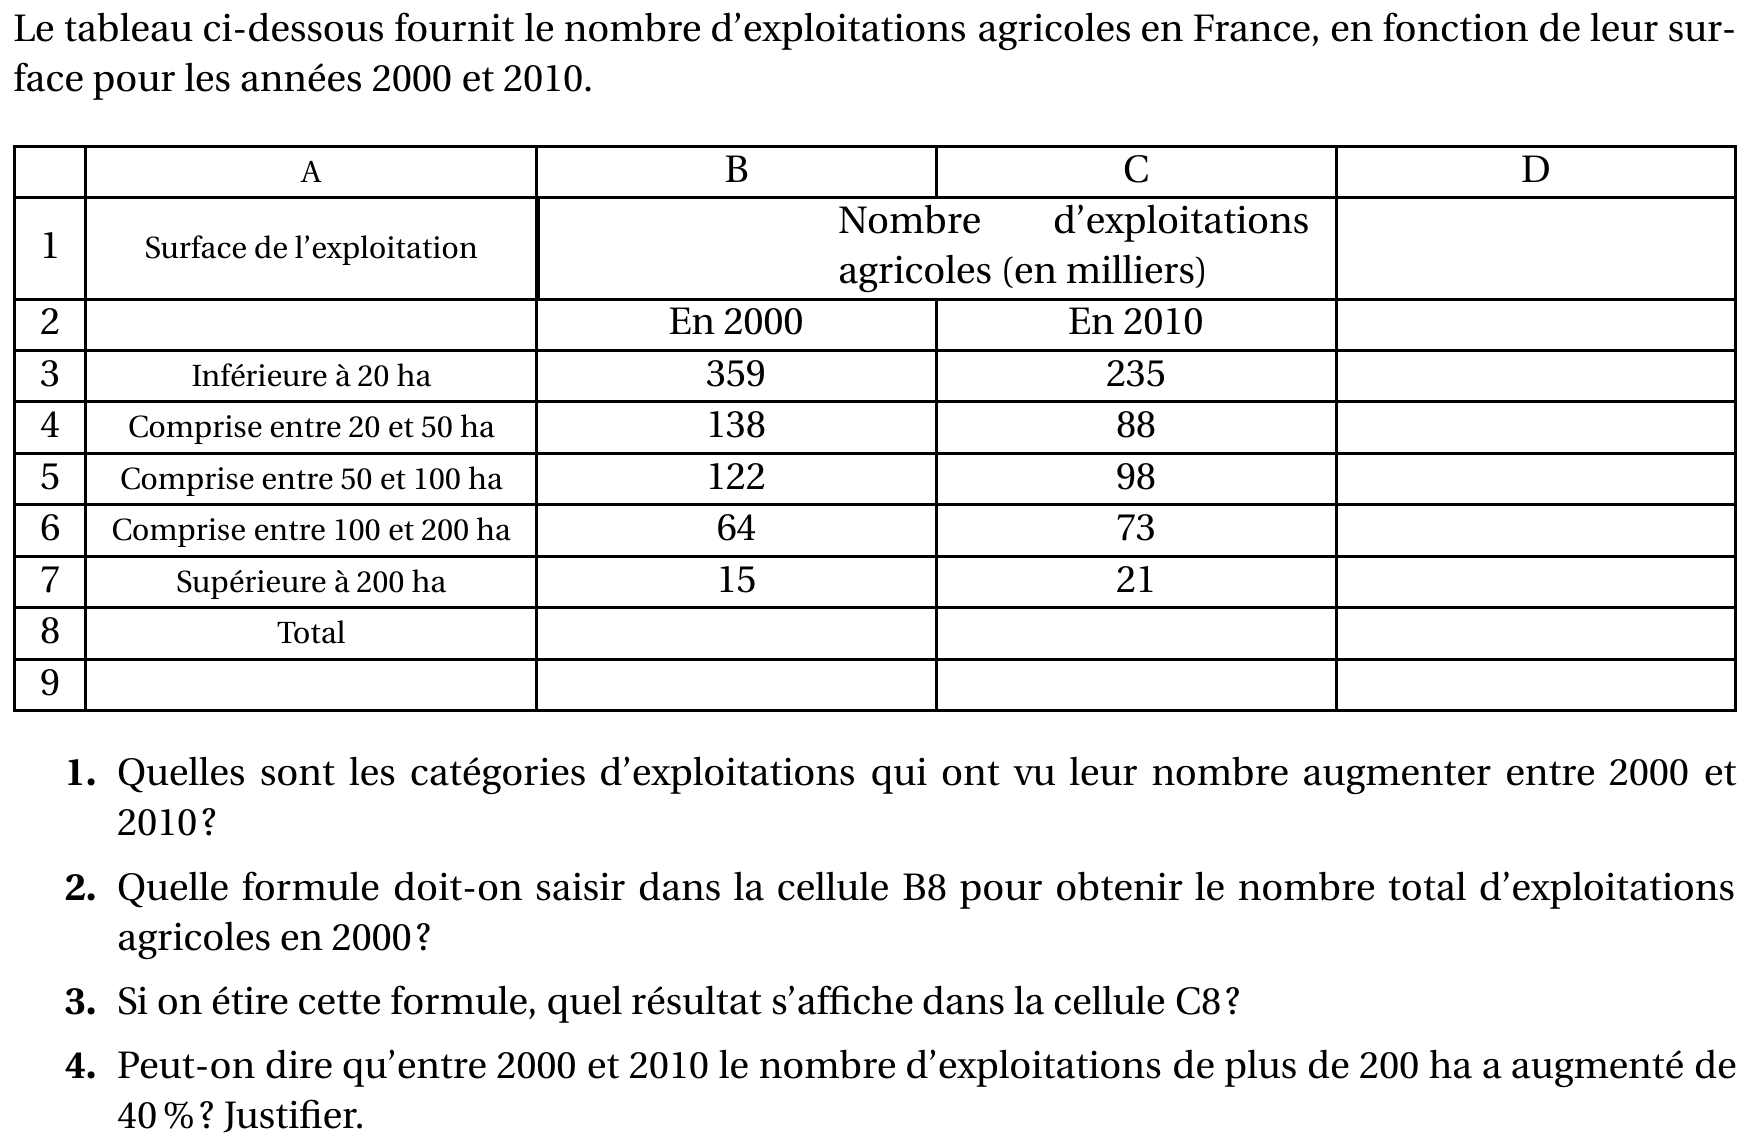 Le tableau ci-dessous fournit le nombre d’exploitations agricoles en France, en fonction de leur sur-
face pour les années 2000 et 2010.
A B C D
1 Surface de l’exploitation Nombre d’exploitations
agricoles (en milliers)
2 En 2000 En 2010
3 Inférieure à 20 ha 359 235
4 Comprise entre 20 et 50 ha 138 88
5 Comprise entre 50 et 100 ha 122 98
6 Comprise entre 100 et 200 ha 64 73
7 Supérieure à 200 ha 15 21
8 Total
9
1. Quelles sont les catégories d’exploitations qui ont vu leur nombre augmenter entre 2000 et
2010 ?
2. Quelle formule doit-on saisir dans la cellule B8 pour obtenir le nombre total d’exploitations
agricoles en 2000 ?
3. Si on étire cette formule, quel résultat s’affiche dans la cellule C8 ?
4. Peut-on dire qu’entre 2000 et 2010 le nombre d’exploitations de plus de 200 ha a augmenté de
40 % ? Justifier.